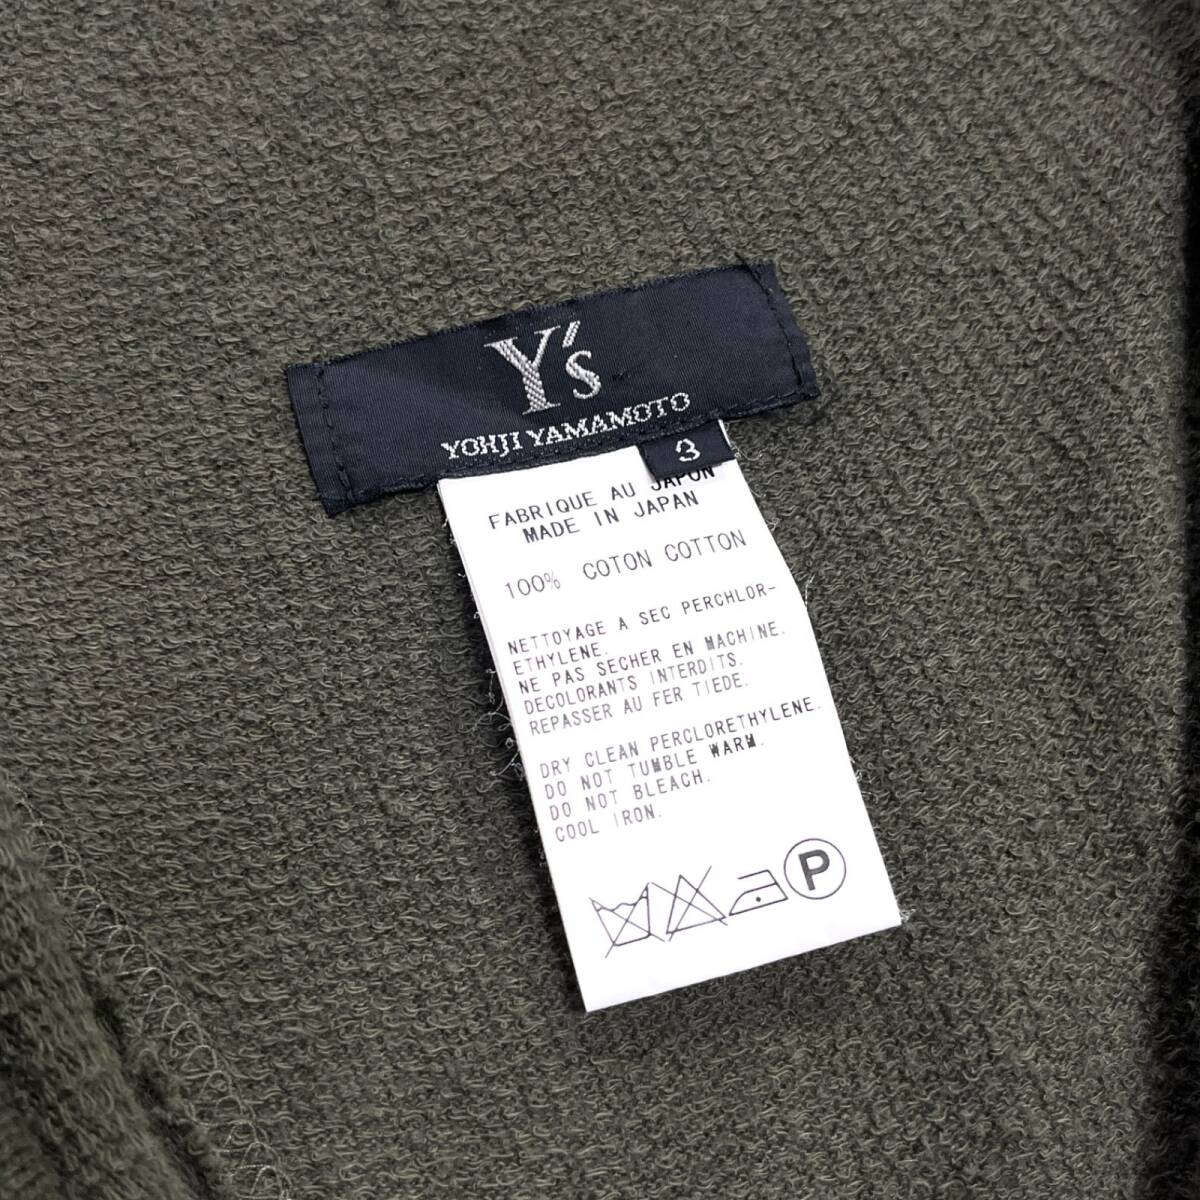 Y's
YOHJI YAMAMOTO
3
FABRIQUE AU JAPON
MADE IN JAPAN
100% COTON COTTON
NETTOYAGE A SEC PERCHLOR-
ETHYLENE.
NE PAS SECHER EN MACHINE.
DECOLORANTS INTERDITS.
REPASSER AU FER TIEDE.
DRY CLEAN PERCLORETHYLENE.
DO NOT TUMBLE WARM.
DO NOT BLEACH.
COOL IRON.
P